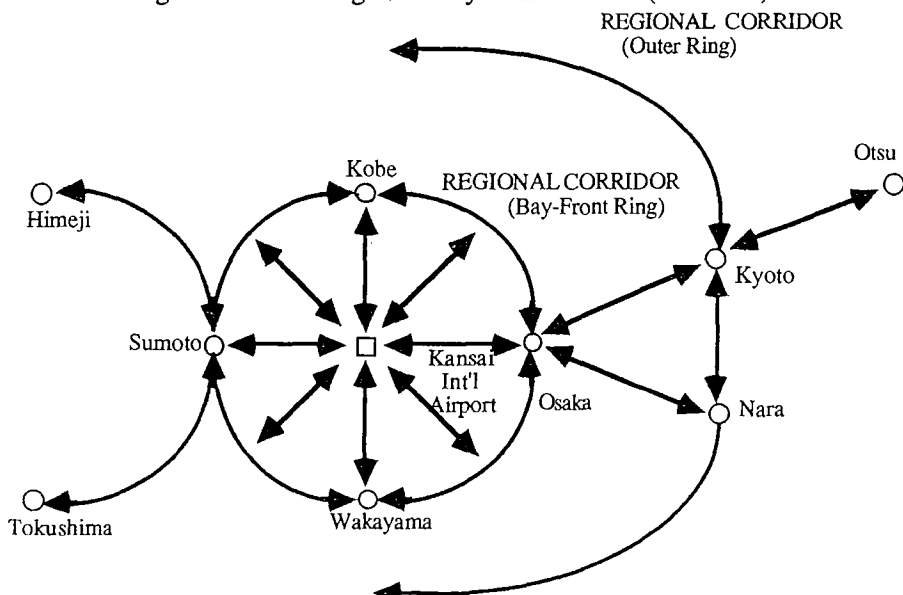 REGIONAL CORRIDOR
(Outer Ring)
Otsu
Kobe
REGIONAL CORRIDOR
(Bay-Front Ring)
Himeji
Kyoto
Sumoto
Kansai
Int'l
Airport
Osaka
Nara
Tokushima
Wakayama